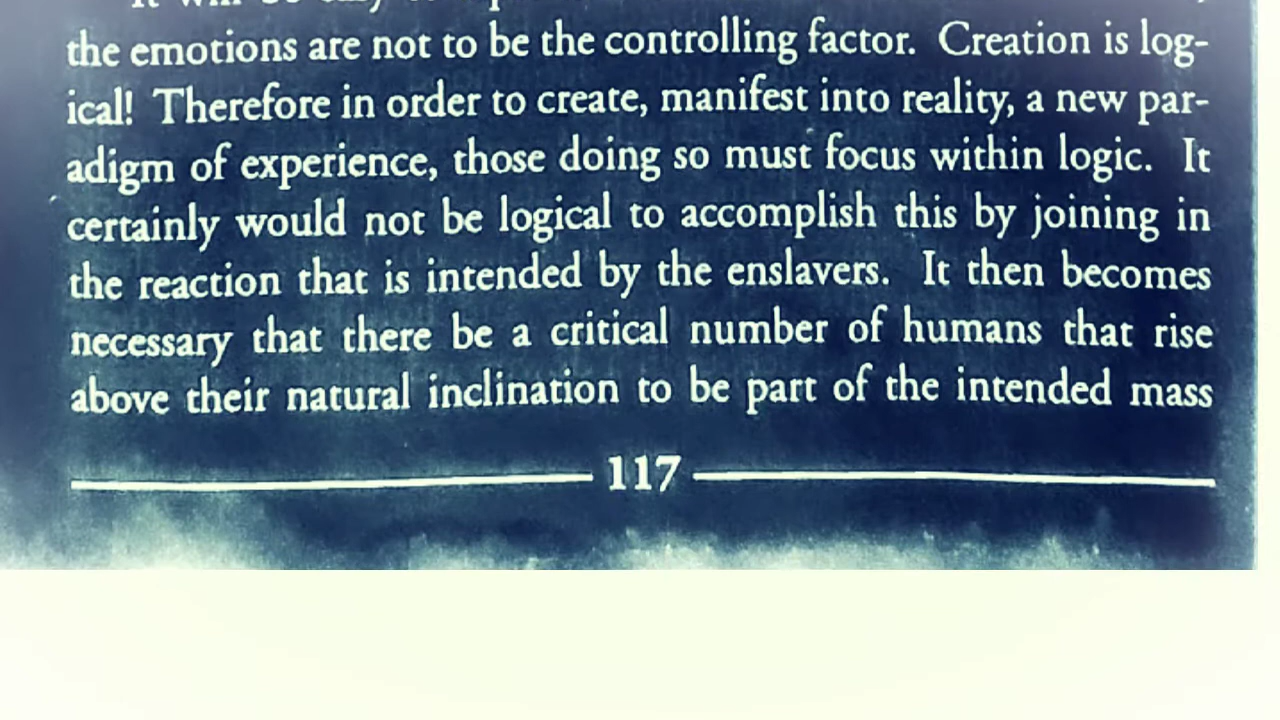 the emotions are not to be the controlling factor. Creation is log-
ical! Therefore in order to create, manifest into reality, a new par-
adigm of experience, those doing so must focus within logic. It
certainly would not be logical to accomplish this by joining in
the reaction that is intended by the enslavers. It then becomes
necessary that there be a critical number of humans that rise
above their natural inclination to be part of the intended mass
117